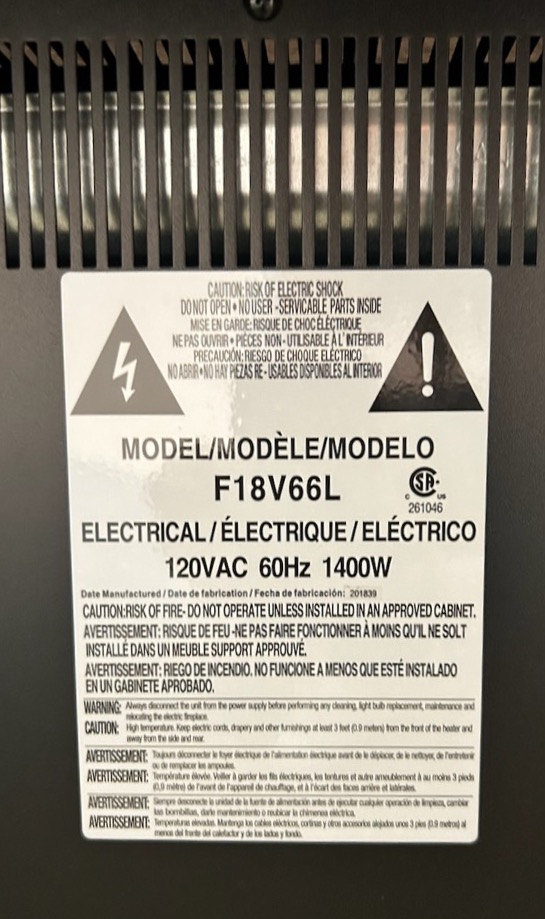 CAUTION:RISK OF ELECTRIC SHOCK
DO NOT OPEN • NO USER -SERVICABLE PARTS INSIDE
MISE EN GARDE: RISQUE DE CHOC ÉLÉCTRIQUE
NE PAS OUVRIR • PIÈCES NON - UTILISABLE À L' INTÉRIEUR
PRECAUCIÓN: RIESGO DE CHOQUE ELÉCTRICO
NO ABRIR • NO HAY PIEZAS RE - USABLES DISPONIBLES AL INTERIOR
MODEL/MODÈLE/MODELO
F18V66L
C SA US
261046
ELECTRICAL / ÉLECTRIQUE / ELÉCTRICO
120VAC 60Hz 1400W
Date Manufactured / Date de fabrication / Fecha de fabricación: 201839
CAUTION:RISK OF FIRE- DO NOT OPERATE UNLESS INSTALLED IN AN APPROVED CABINET.
AVERTISSEMENT: RISQUE DE FEU -NE PAS FAIRE FONCTIONNER À MOINS QU'IL NE SOLT
INSTALLÉ DANS UN MEUBLE SUPPORT APPROUVÉ.
AVERTISSEMENT: RIEGO DE INCENDIO. NO FUNCIONE A MENOS QUE ESTÉ INSTALADO
EN UN GABINETE APROBADO.
WARNING: Always disconnect the unit from the power supply before performing any cleaning, light bulb replacement, maintenance and
relocating the electric fireplace.
CAUTION: High temperature. Keep electric cords, drapery and other furnishings at least 3 feet (0.9 meters) from the front of the heater and
away from the side and rear.
AVERTISSEMENT: Toujours déconnecter le foyer électrique de l'alimentation électrique avant de le déplacer, de le nettoyer, de l'entretenir
ou de remplacer les ampoules.
AVERTISSEMENT: Température élevée. Veiller à garder les fils électriques, les tentures et autre ameublement à au moins 3 pieds
(0,9 mètre) de l'avant de l'appareil de chauffage, et à l'écart des faces arrière et latérales.
AVERTISSEMENT: Siempre desconecte la unidad de la fuente de alimentación antes de ejecutar cualquier operación de limpieza, cambiar
las bombillas, darle mantenimiento o reubicar la chimenea eléctrica.
AVERTISSEMENT: Temperaturas elevadas. Mantenga los cables eléctricos, cortinas y otros accesorios alejados unos 3 pies (0.9 metros) al
menos del frente del calefactor y de los lados y fondo.